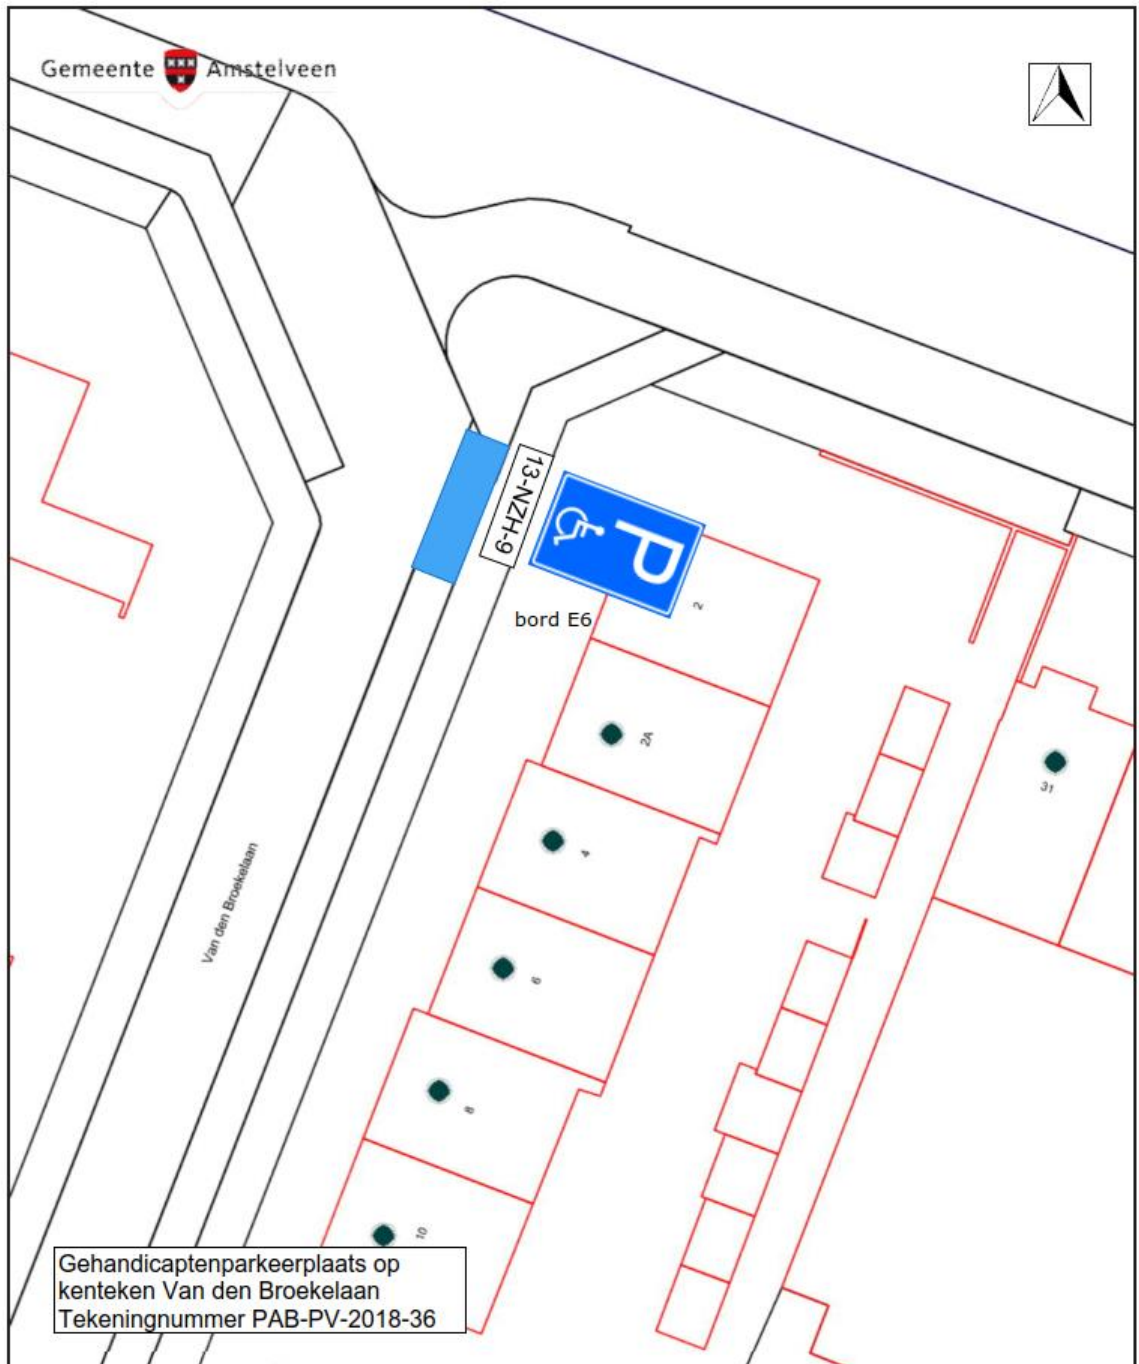 Gemeente Amstelveen
13-NZH-9
P
bord E6
2
2A
4
6
8
10
31
Van den Broekelaan
Gehandicaptenparkeerplaats op
kenteken Van den Broekelaan
Tekeningnummer PAB-PV-2018-36